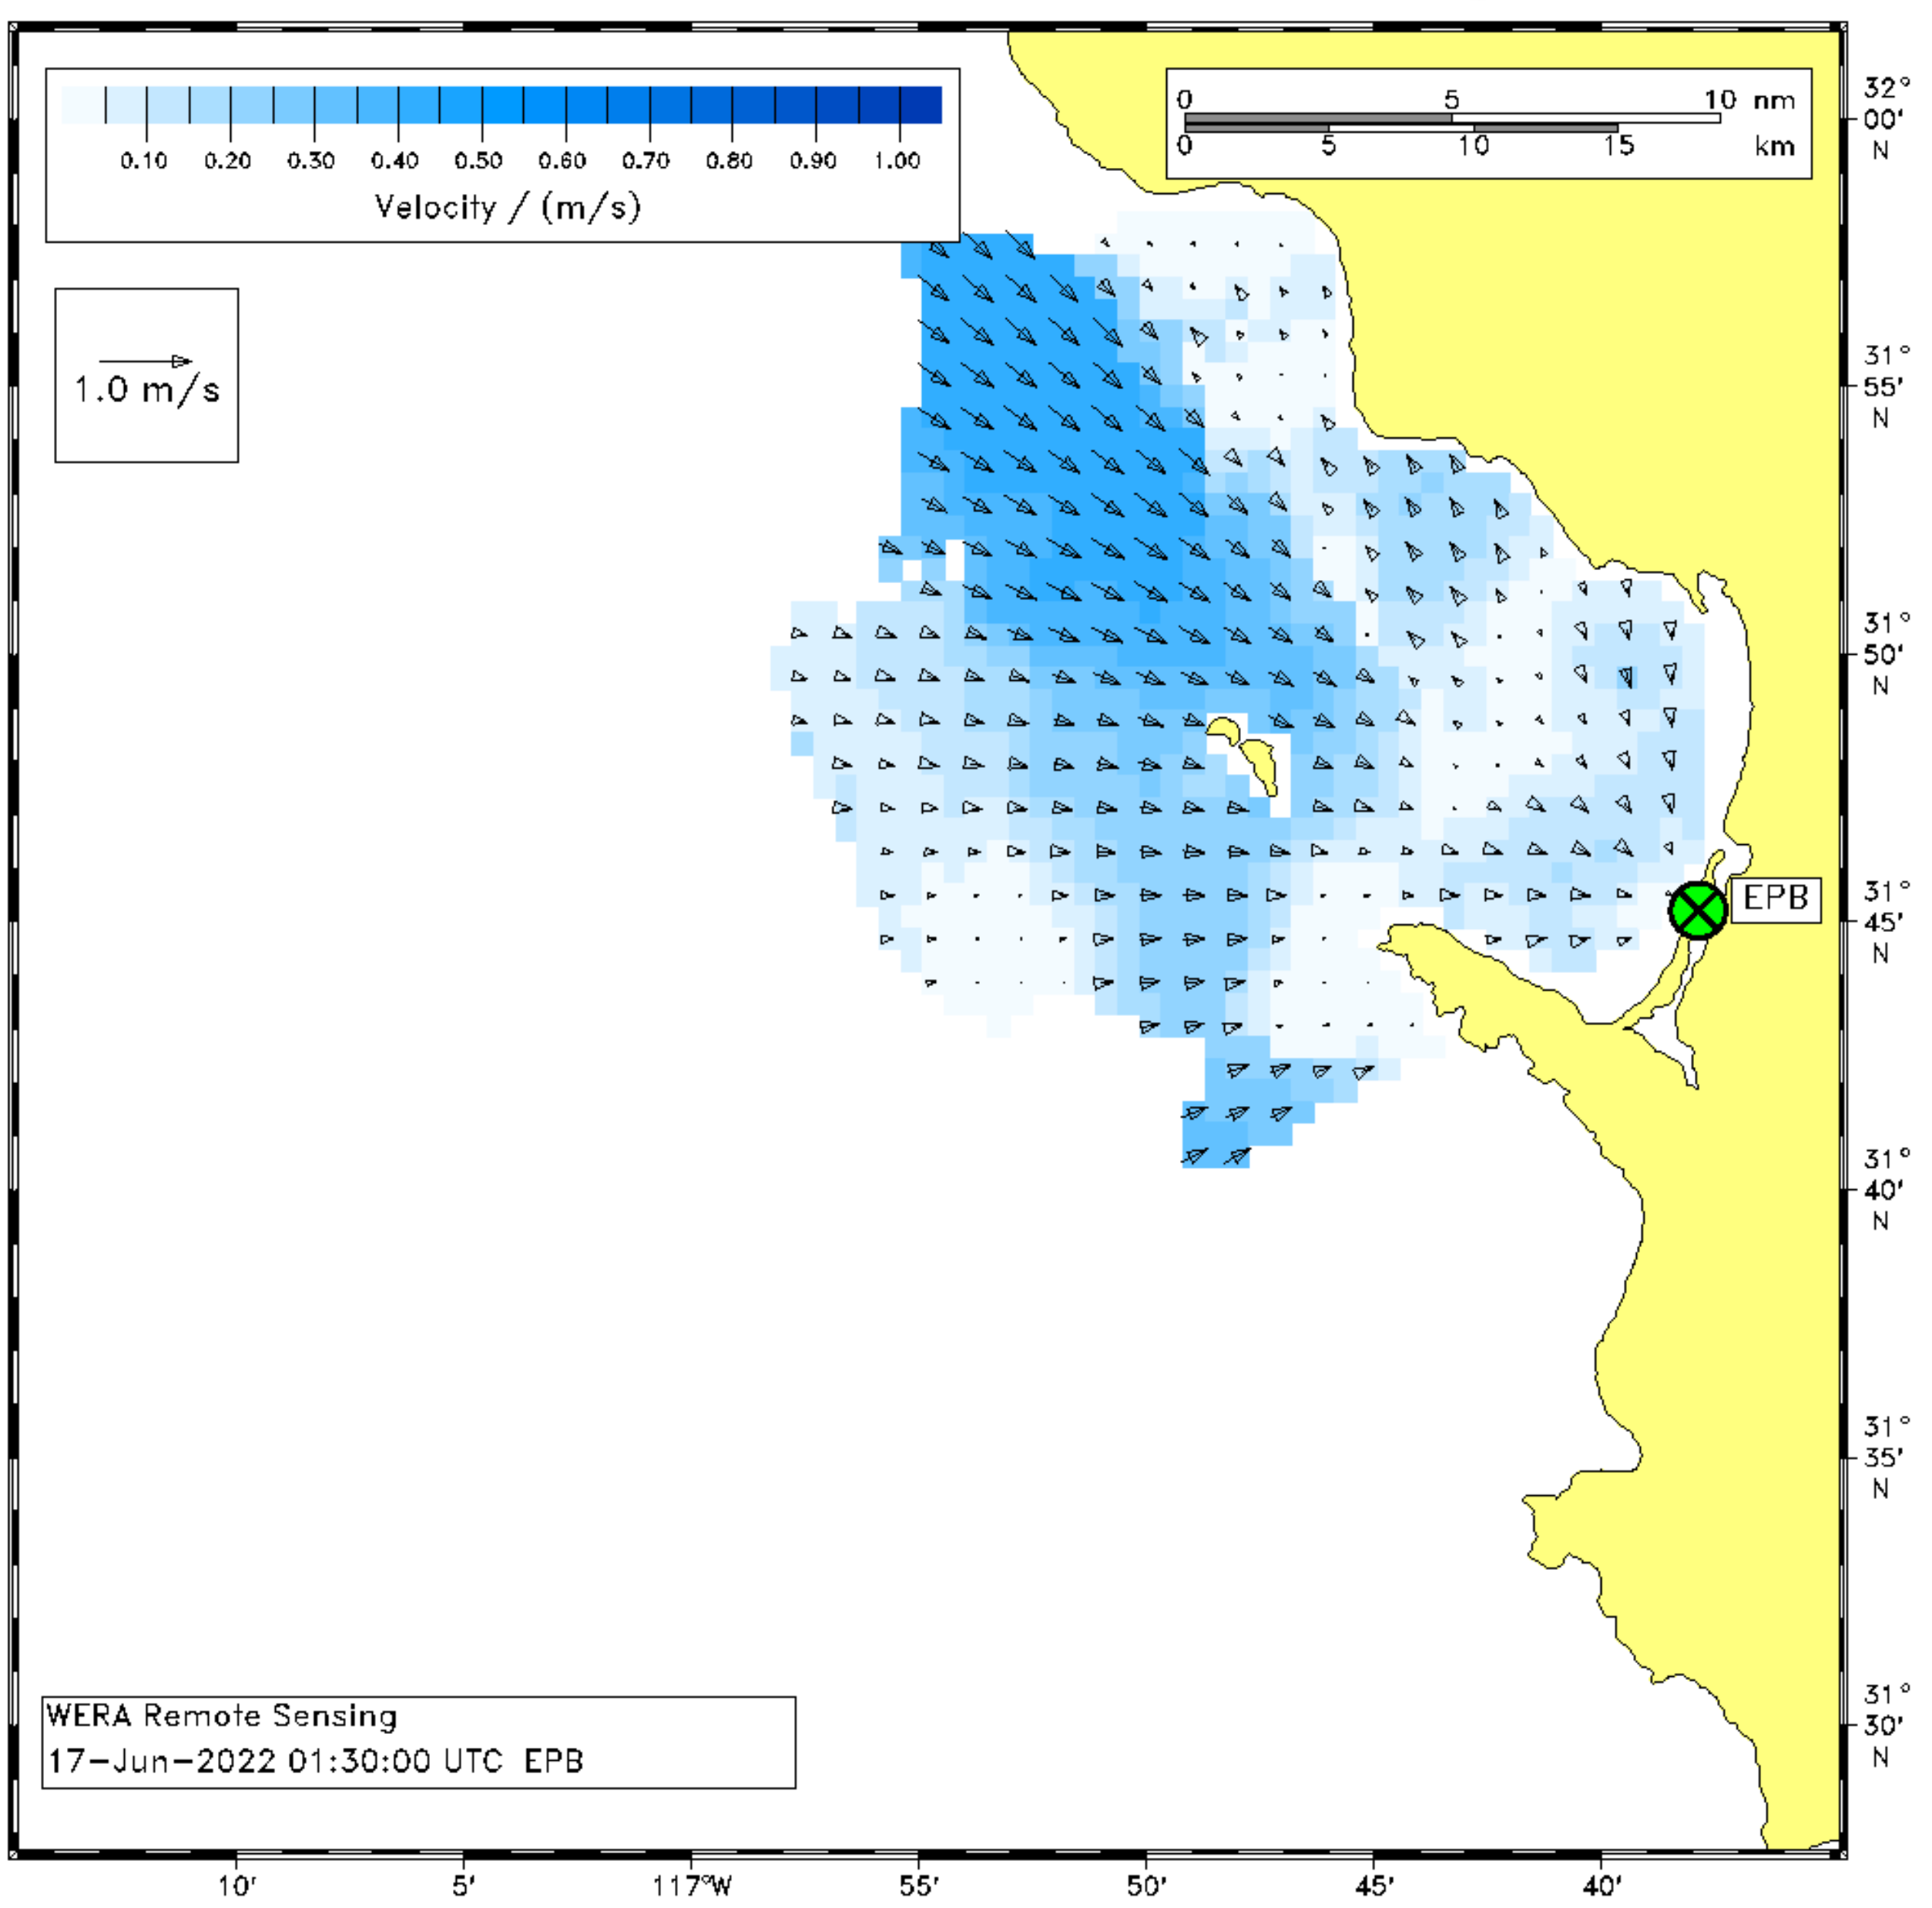 0.10 0.20 0.30 0.40 0.50 0.60 0.70 0.80 0.90 1.00
Velocity / (m/s)
0 5 10 nm
0 5 10 15 km
1.0 m/s
32°
00'
N
31°
55'
N
31°
50'
N
31°
45'
N
31°
40'
N
31°
35'
N
31°
30'
N
EPB
WERA Remote Sensing
17-Jun-2022 01:30:00 UTC EPB
10' 5' 117°W 55' 50' 45' 40'